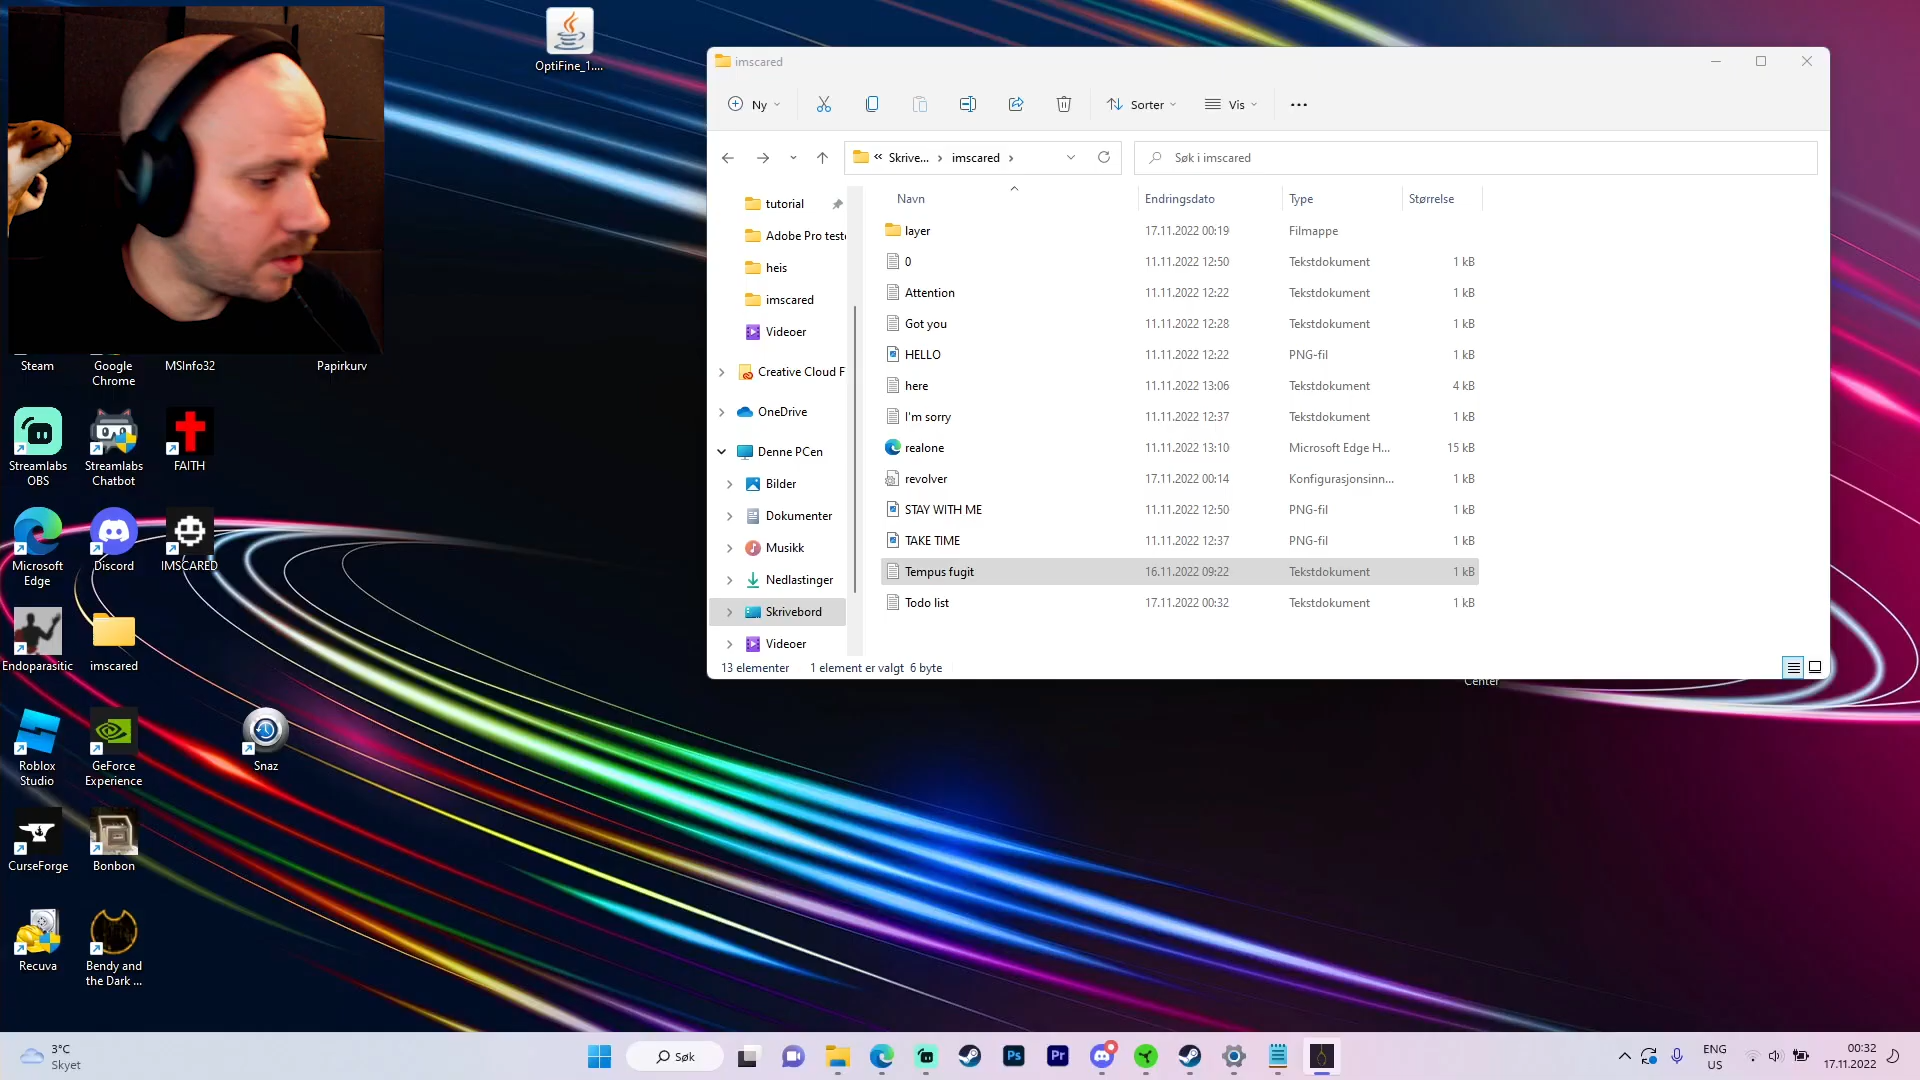 OptiFine_1....
Steam
Google
Chrome
MSInfo32
Papirkurv
Streamlabs
OBS
Streamlabs
Chatbot
FAITH
Microsoft
Edge
Discord
IMSCARED
Endoparasitic
imscared
Roblox
Studio
GeForce
Experience
Snaz
CurseForge
Bonbon
Recuva
Bendy and
the Dark ...
imscared
Ny
Sorter
Vis
« Skrive... › imscared ›
Søk i imscared
tutorial
Adobe Pro test
heis
imscared
Videoer
Creative Cloud F
OneDrive
Denne PCen
Bilder
Dokumenter
Musikk
Nedlastinger
Skrivebord
Videoer
Navn Endringsdato Type Størrelse
layer 17.11.2022 00:19 Filmappe
0 11.11.2022 12:50 Tekstdokument 1 kB
Attention 11.11.2022 12:22 Tekstdokument 1 kB
Got you 11.11.2022 12:28 Tekstdokument 1 kB
HELLO 11.11.2022 12:22 PNG-fil 1 kB
here 11.11.2022 13:06 Tekstdokument 4 kB
I'm sorry 11.11.2022 12:37 Tekstdokument 1 kB
realone 11.11.2022 13:10 Microsoft Edge H... 15 kB
revolver 17.11.2022 00:14 Konfigurasjonsinn... 1 kB
STAY WITH ME 11.11.2022 12:50 PNG-fil 1 kB
TAKE TIME 11.11.2022 12:37 PNG-fil 1 kB
Tempus fugit 16.11.2022 09:22 Tekstdokument 1 kB
Todo list 17.11.2022 00:32 Tekstdokument 1 kB
13 elementer 1 element er valgt 6 byte
Center
3°C
Skyet
Søk
Ps
Pr
ENG
US
00:32
17.11.2022